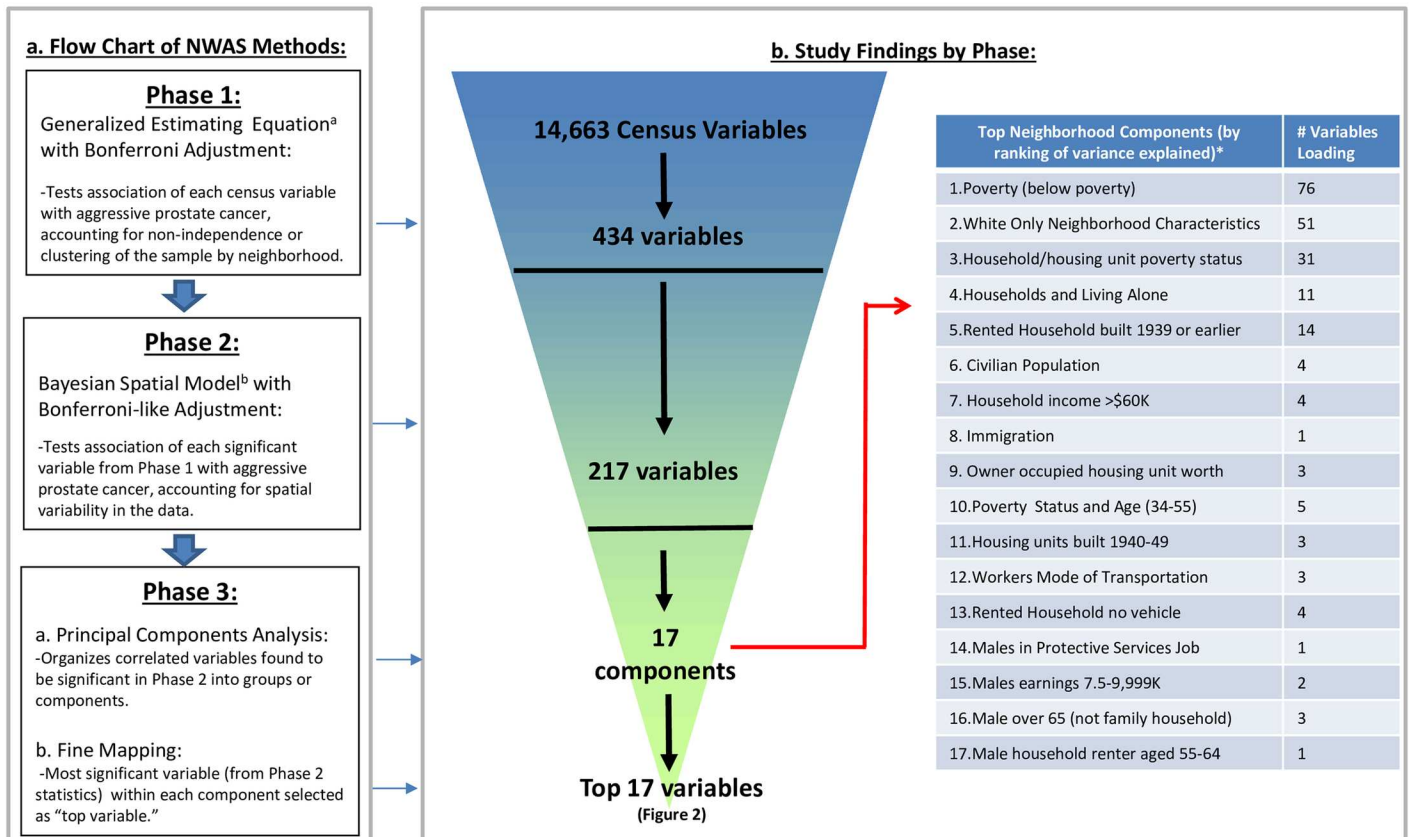 a. Flow Chart of NWAS Methods:
Phase 1:
Generalized Estimating Equationᵃ
with Bonferroni Adjustment:
-Tests association of each census variable
with aggressive prostate cancer,
accounting for non-independence or
clustering of the sample by neighborhood.
Phase 2:
Bayesian Spatial Modelᵇ with
Bonferroni-like Adjustment:
-Tests association of each significant
variable from Phase 1 with aggressive
prostate cancer, accounting for spatial
variability in the data.
Phase 3:
a. Principal Components Analysis:
-Organizes correlated variables found to
be significant in Phase 2 into groups or
components.
b. Fine Mapping:
-Most significant variable (from Phase 2
statistics) within each component selected
as “top variable.”
b. Study Findings by Phase:
14,663 Census Variables
434 variables
217 variables
17
components
Top 17 variables
(Figure 2)
Top Neighborhood Components (by
ranking of variance explained)*
# Variables
Loading
1.Poverty (below poverty) 76
2.White Only Neighborhood Characteristics 51
3.Household/housing unit poverty status 31
4.Households and Living Alone 11
5.Rented Household built 1939 or earlier 14
6. Civilian Population 4
7. Household income >$60K 4
8. Immigration 1
9. Owner occupied housing unit worth 3
10.Poverty Status and Age (34-55) 5
11.Housing units built 1940-49 3
12.Workers Mode of Transportation 3
13.Rented Household no vehicle 4
14.Males in Protective Services Job 1
15.Males earnings 7.5-9,999K 2
16.Male over 65 (not family household) 3
17.Male household renter aged 55-64 1